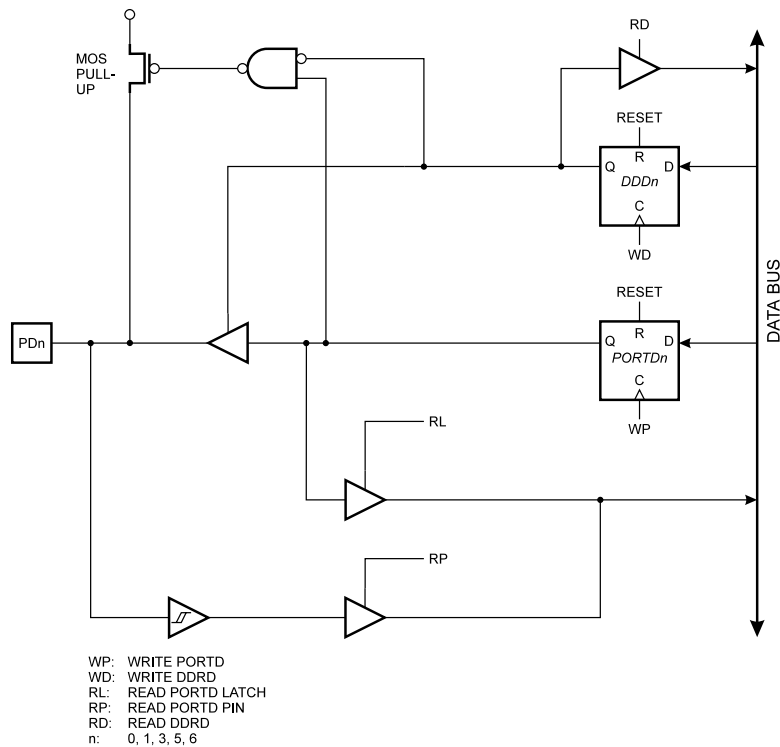 RD
MOS
PULL-
UP
RESET
R
Q
D
DDDn
C
WD
DATA BUS
RESET
PDn
R
Q
D
PORTDn
C
WP
RL
RP
WP: WRITE PORTD
WD: WRITE DDRD
RL: READ PORTD LATCH
RP: READ PORTD PIN
RD: READ DDRD
n: 0, 1, 3, 5, 6